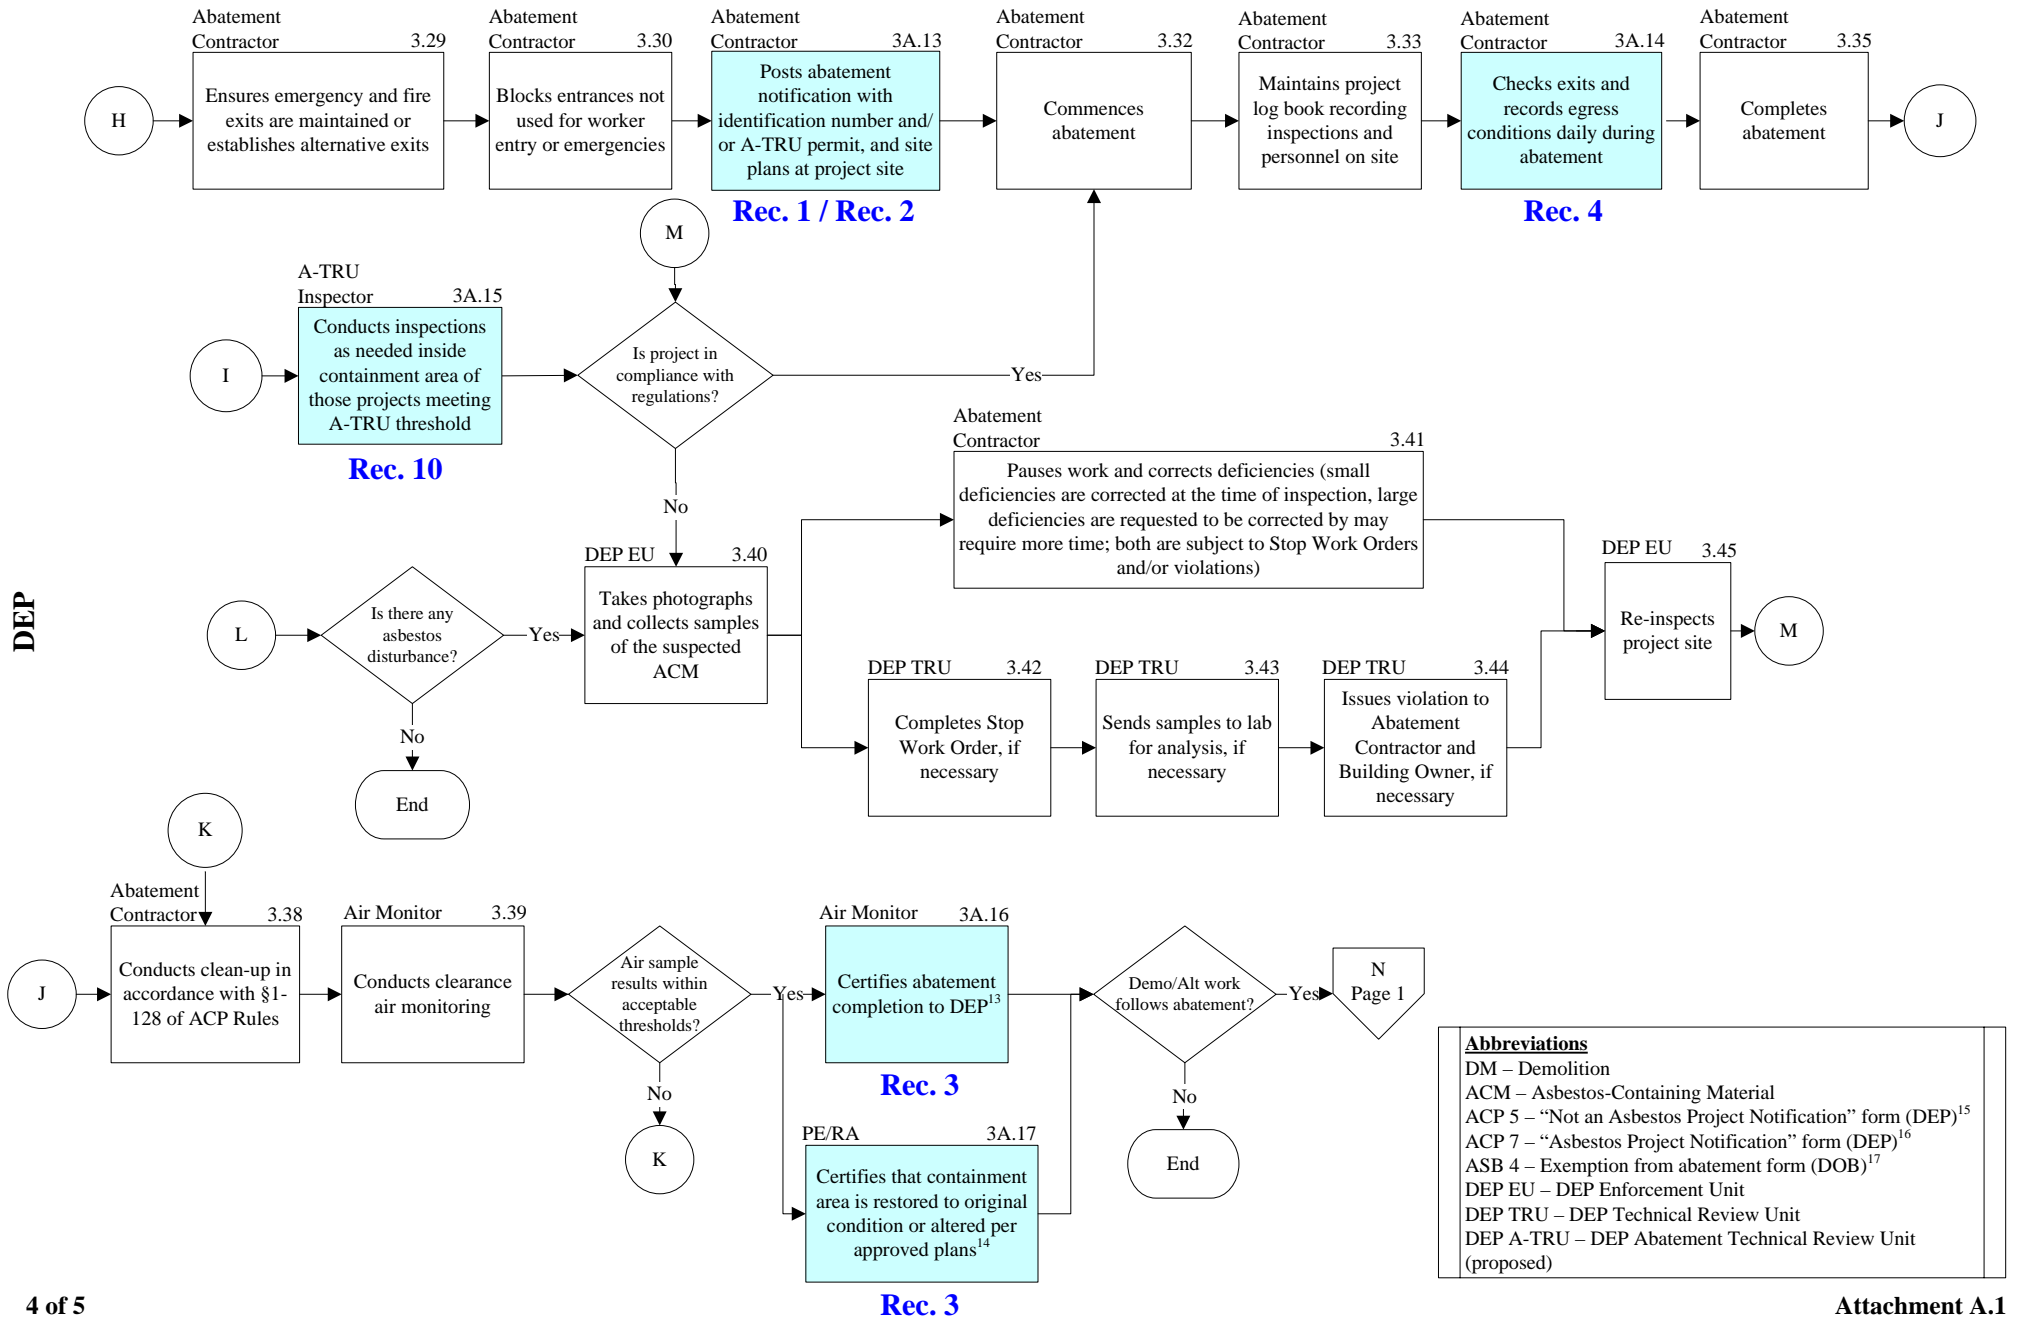 Abatement
Contractor 3.29
Ensures emergency and fire
exits are maintained or
establishes alternative exits
Abatement
Contractor 3.30
Blocks entrances not
used for worker
entry or emergencies
Abatement
Contractor 3A.13
Posts abatement
notification with
identification number and/
or A-TRU permit, and site
plans at project site
Rec. 1 / Rec. 2
Abatement
Contractor 3.32
Commences
abatement
Abatement
Contractor 3.33
Maintains project
log book recording
inspections and
personnel on site
Abatement
Contractor 3A.14
Checks exits and
records egress
conditions daily during
abatement
Rec. 4
Abatement
Contractor 3.35
Completes
abatement
H
J
M
A-TRU
Inspector 3A.15
Conducts inspections
as needed inside
containment area of
those projects meeting
A-TRU threshold
Rec. 10
I
Is project in
compliance with
regulations?
Yes
No
Abatement
Contractor 3.41
Pauses work and corrects deficiencies (small
deficiencies are corrected at the time of inspection, large
deficiencies are requested to be corrected by may
require more time; both are subject to Stop Work Orders
and/or violations)
DEP
L
Is there any
asbestos
disturbance?
Yes
No
End
DEP EU 3.40
Takes photographs
and collects samples
of the suspected
ACM
DEP TRU 3.42
Completes Stop
Work Order, if
necessary
DEP TRU 3.43
Sends samples to lab
for analysis, if
necessary
DEP TRU 3.44
Issues violation to
Abatement
Contractor and
Building Owner, if
necessary
DEP EU 3.45
Re-inspects
project site
M
K
J
Abatement
Contractor 3.38
Conducts clean-up in
accordance with §1-
128 of ACP Rules
Air Monitor 3.39
Conducts clearance
air monitoring
Air sample
results within
acceptable
thresholds?
Yes
No
K
Air Monitor 3A.16
Certifies abatement
completion to DEP13
Rec. 3
PE/RA 3A.17
Certifies that containment
area is restored to original
condition or altered per
approved plans14
Rec. 3
Demo/Alt work
follows abatement?
Yes
No
End
N
Page 1
Abbreviations
DM – Demolition
ACM – Asbestos-Containing Material
ACP 5 – “Not an Asbestos Project Notification” form (DEP)15
ACP 7 – “Asbestos Project Notification” form (DEP)16
ASB 4 – Exemption from abatement form (DOB)17
DEP EU – DEP Enforcement Unit
DEP TRU – DEP Technical Review Unit
DEP A-TRU – DEP Abatement Technical Review Unit
(proposed)
4 of 5
Attachment A.1